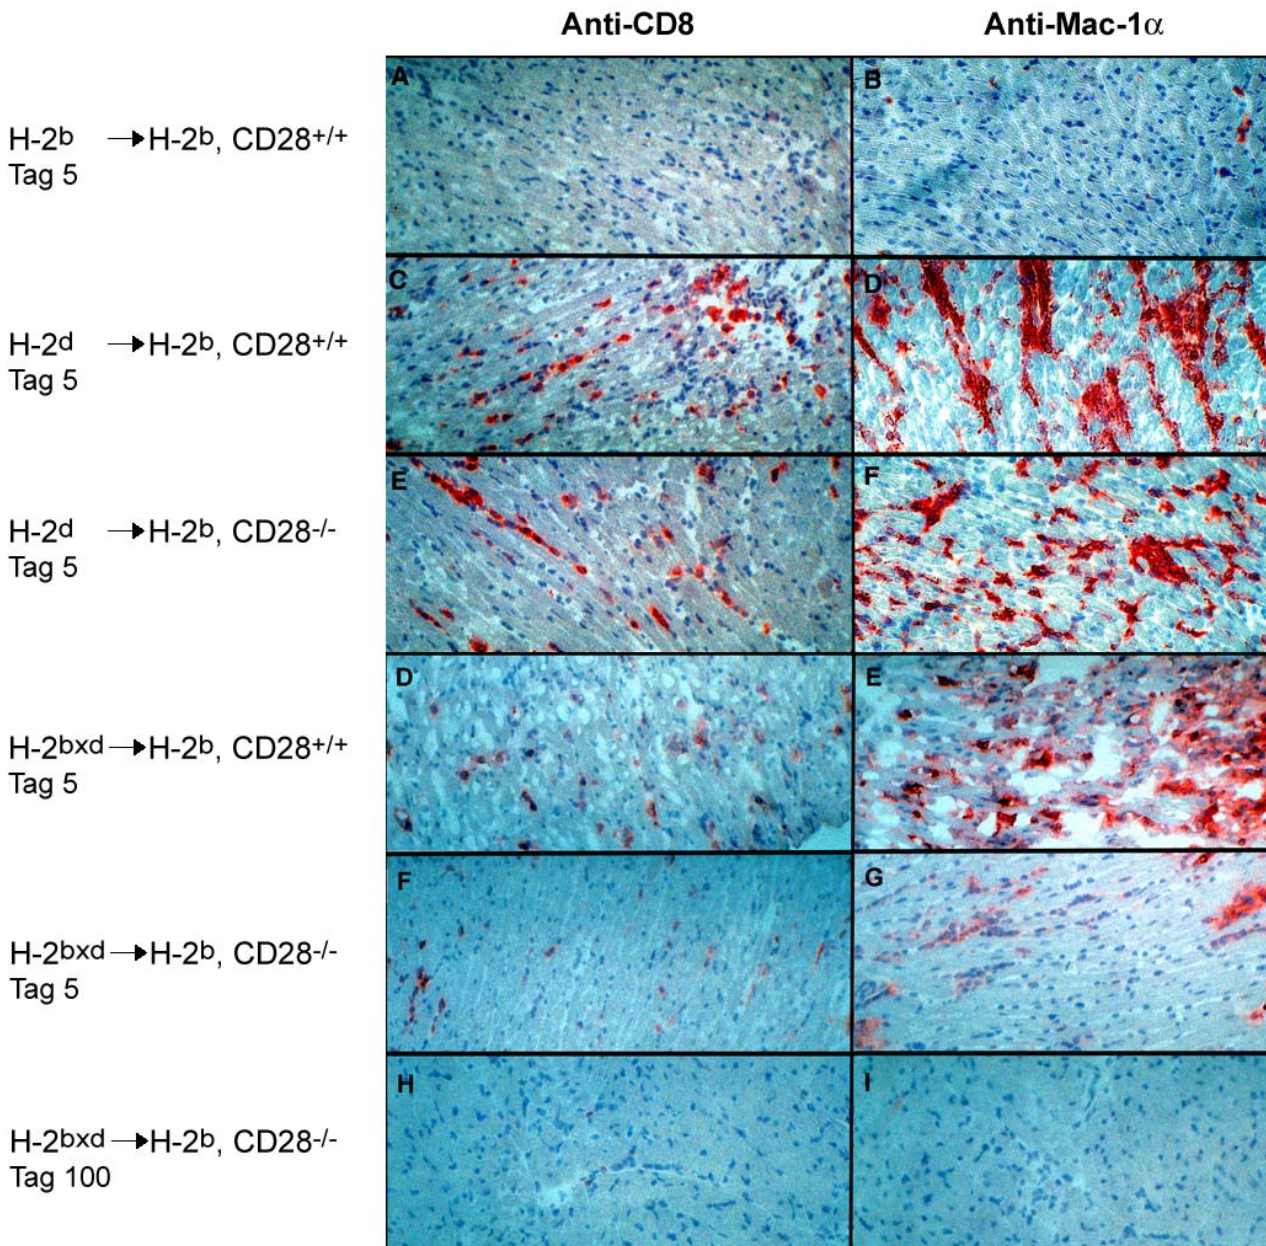 Anti-CD8 Anti-Mac-1α
A B
H-2b → H-2b, CD28+/+
Tag 5
C D
H-2d → H-2b, CD28+/+
Tag 5
E F
H-2d → H-2b, CD28-/-
Tag 5
D E
H-2bxd → H-2b, CD28+/+
Tag 5
F G
H-2bxd → H-2b, CD28-/-
Tag 5
H I
H-2bxd → H-2b, CD28-/-
Tag 100